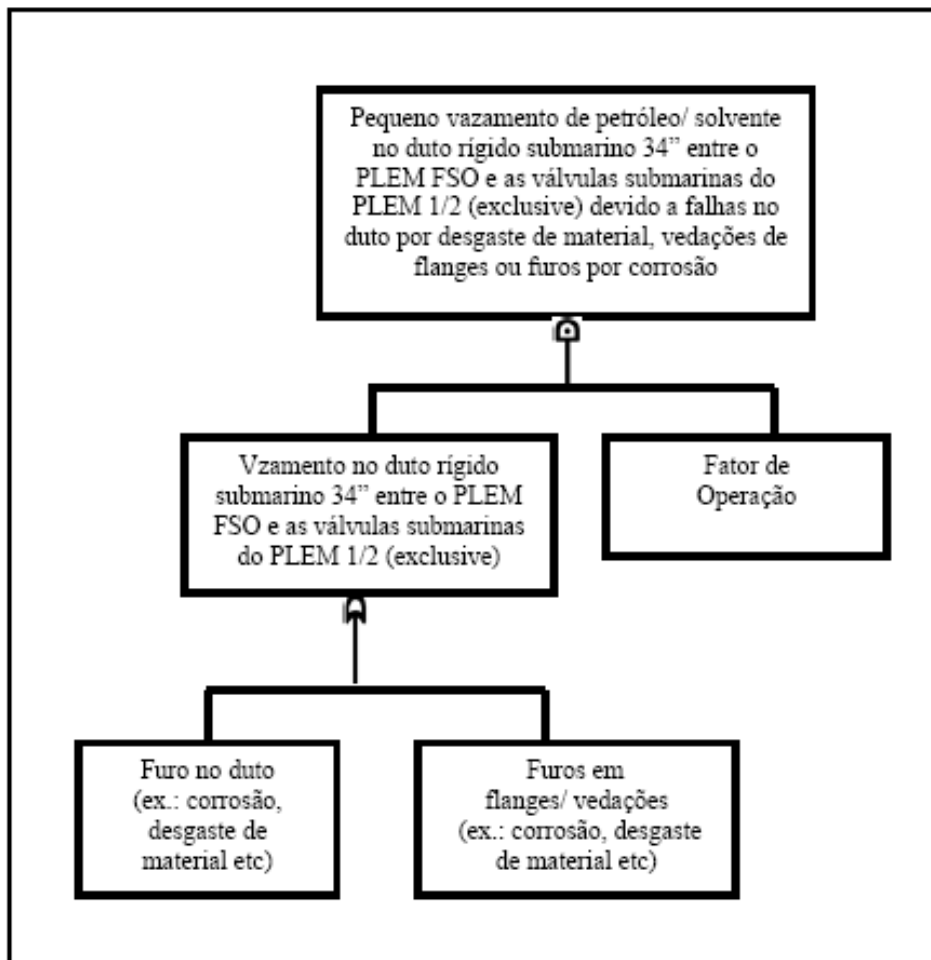 Pequeno vazamento de petróleo/ solvente
no duto rígido submarino 34” entre o
PLEM FSO e as válvulas submarinas do
PLEM 1/2 (exclusive) devido a falhas no
duto por desgaste de material, vedações de
flanges ou furos por corrosão
Vzamento no duto rígido
submarino 34” entre o PLEM
FSO e as válvulas submarinas
do PLEM 1/2 (exclusive)
Fator de
Operação
Furo no duto
(ex.: corrosão,
desgaste de
material etc)
Furos em
flanges/ vedações
(ex.: corrosão, desgaste
de material etc)